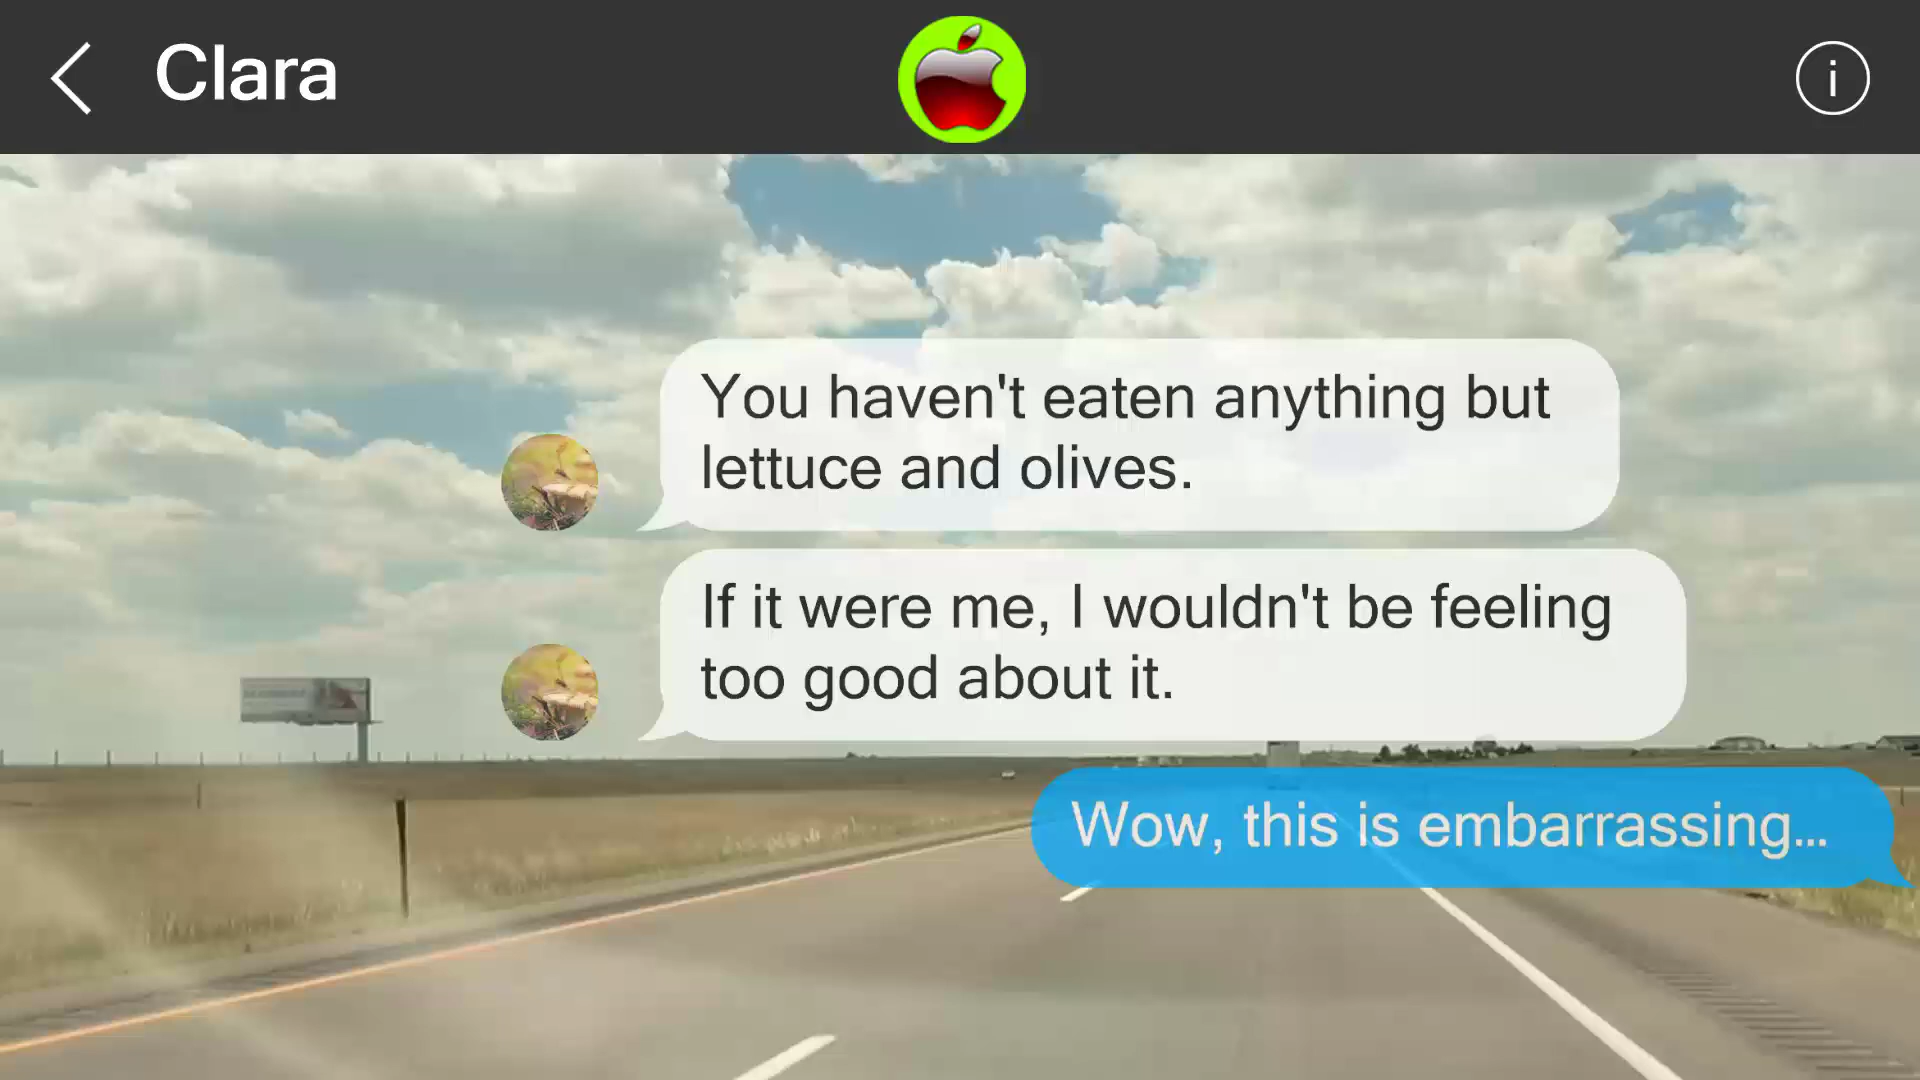 Clara
You haven't eaten anything but
lettuce and olives.
If it were me, I wouldn't be feeling
too good about it.
Wow, this is embarrassing...